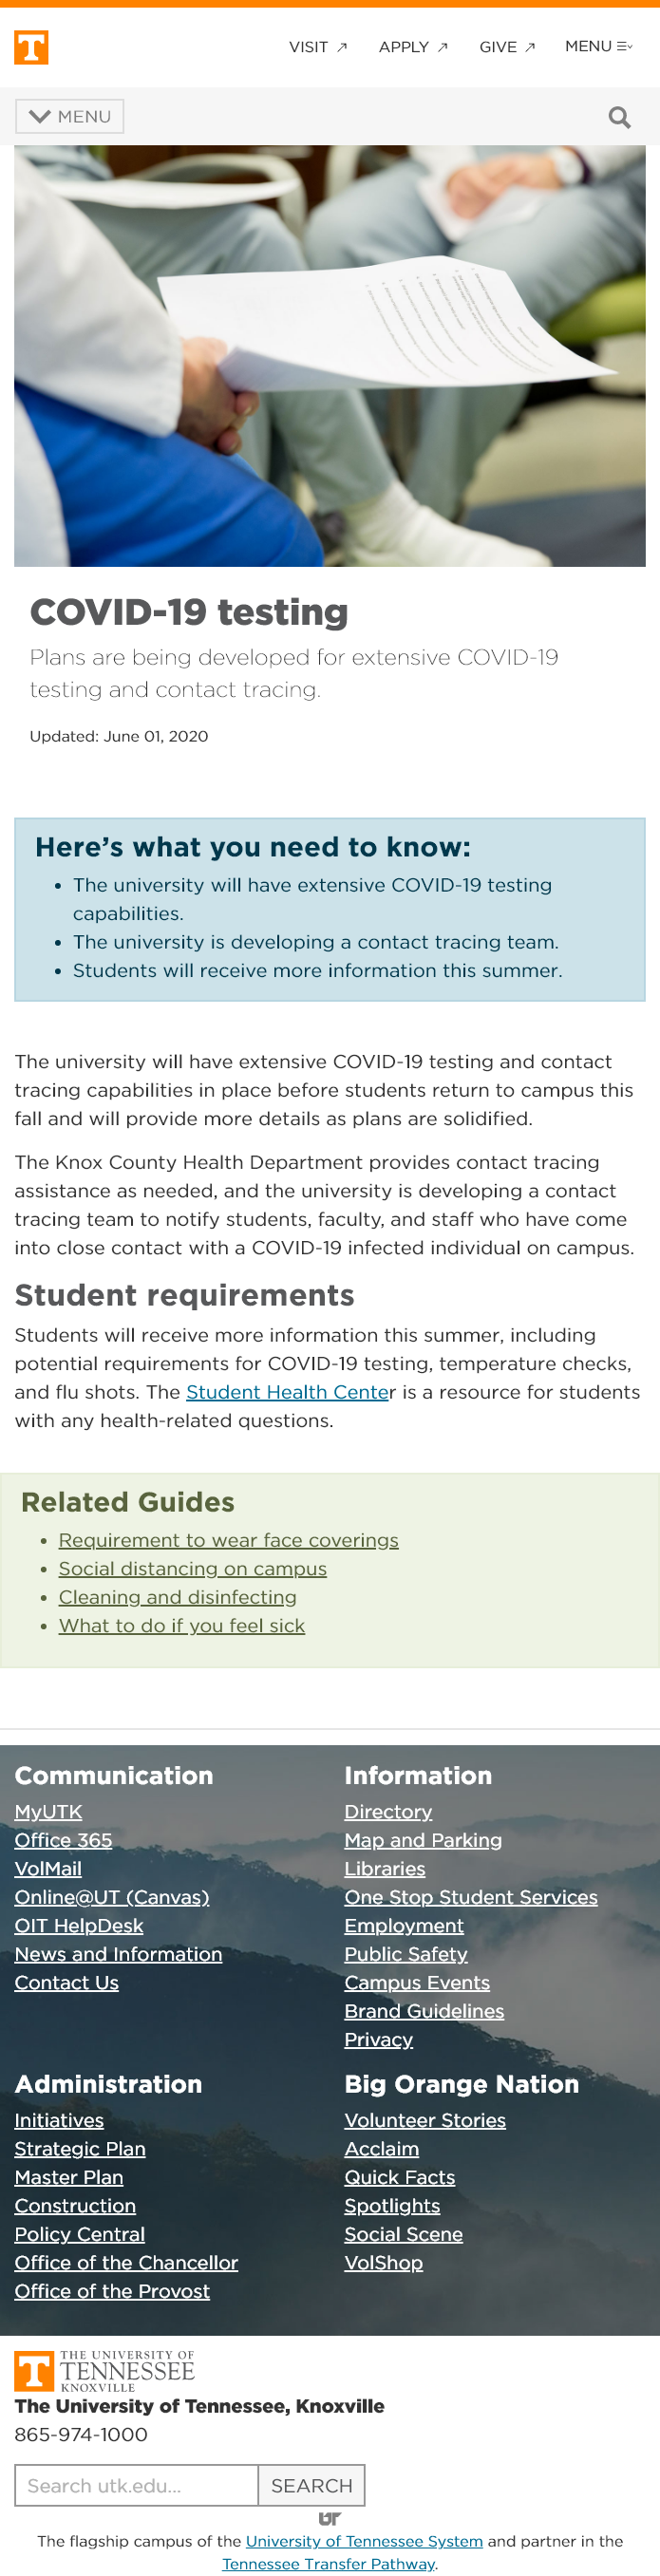 T
VISIT ↗ APPLY ↗ GIVE ↗ MENU
MENU
COVID-19 testing
Plans are being developed for extensive COVID-19
testing and contact tracing.
Updated: June 01, 2020
Here’s what you need to know:
• The university will have extensive COVID-19 testing
capabilities.
• The university is developing a contact tracing team.
• Students will receive more information this summer.
The university will have extensive COVID-19 testing and contact
tracing capabilities in place before students return to campus this
fall and will provide more details as plans are solidified.
The Knox County Health Department provides contact tracing
assistance as needed, and the university is developing a contact
tracing team to notify students, faculty, and staff who have come
into close contact with a COVID-19 infected individual on campus.
Student requirements
Students will receive more information this summer, including
potential requirements for COVID-19 testing, temperature checks,
and flu shots. The Student Health Center is a resource for students
with any health-related questions.
Related Guides
• Requirement to wear face coverings
• Social distancing on campus
• Cleaning and disinfecting
• What to do if you feel sick
Communication
MyUTK
Office 365
VolMail
Online@UT (Canvas)
OIT HelpDesk
News and Information
Contact Us
Information
Directory
Map and Parking
Libraries
One Stop Student Services
Employment
Public Safety
Campus Events
Brand Guidelines
Privacy
Administration
Initiatives
Strategic Plan
Master Plan
Construction
Policy Central
Office of the Chancellor
Office of the Provost
Big Orange Nation
Volunteer Stories
Acclaim
Quick Facts
Spotlights
Social Scene
VolShop
T
THE UNIVERSITY OF
TENNESSEE
KNOXVILLE
The University of Tennessee, Knoxville
865-974-1000
Search utk.edu... SEARCH
UT
The flagship campus of the University of Tennessee System and partner in the
Tennessee Transfer Pathway.